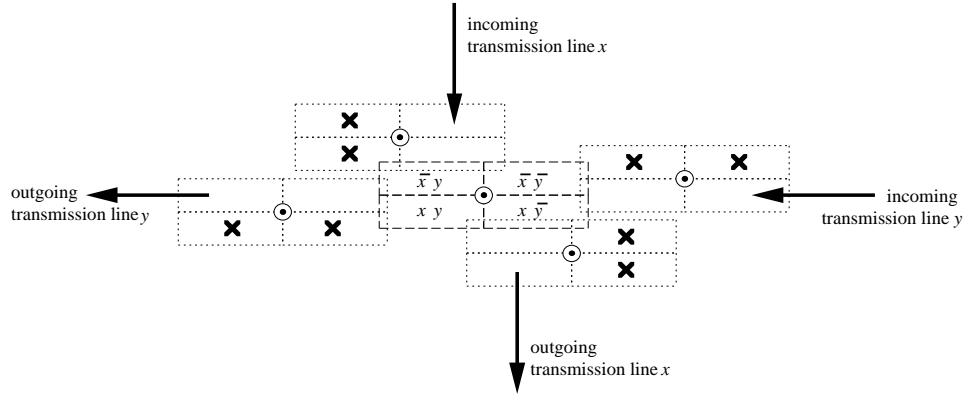 incoming
transmission line x
x̅ y
x̅ y̅
outgoing
transmission line y
x y
x y̅
incoming
transmission line y
outgoing
transmission line x